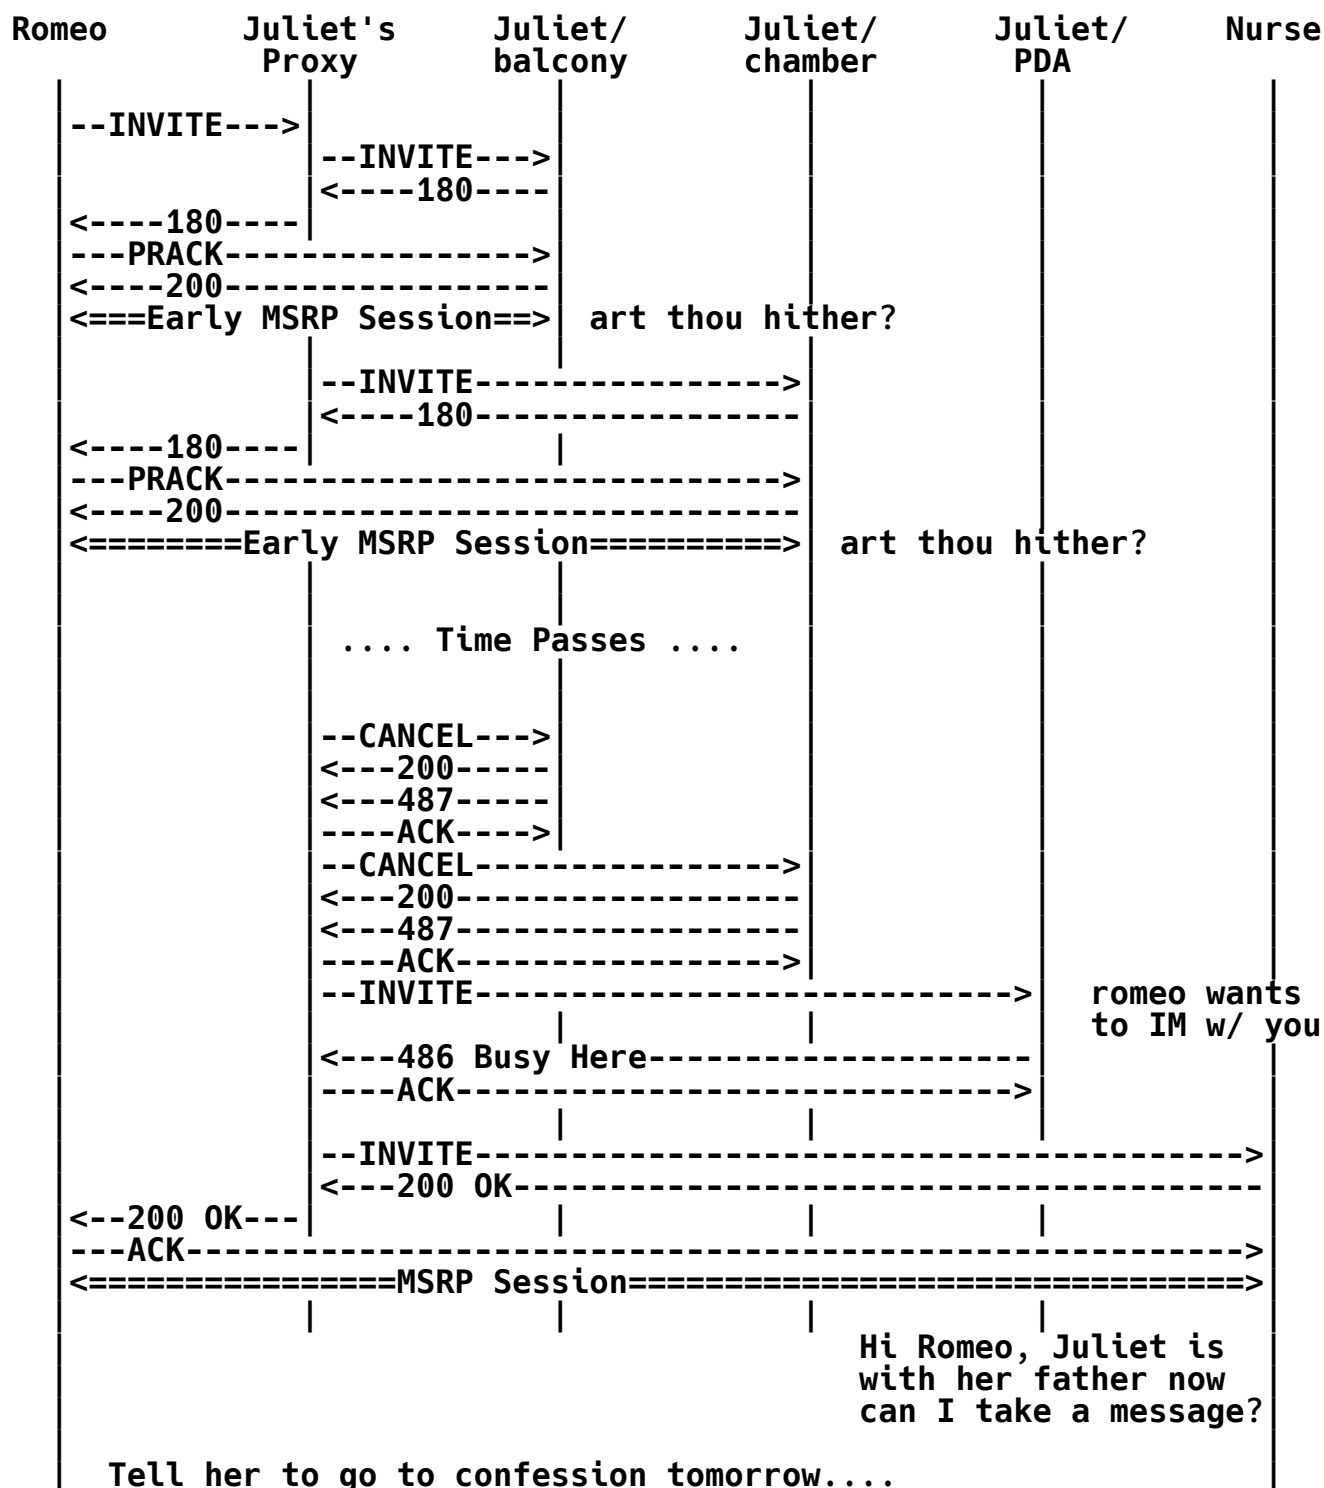 Romeo       Juliet's     Juliet/      Juliet/      Juliet/     Nurse
             Proxy       balcony      chamber       PDA
  |            |            |            |           |           |
  |--INVITE--->|            |            |           |           |
  |            |--INVITE--->|            |           |           |
  |            |<----180----|            |           |           |
  |<----180----|            |            |           |           |
  |---PRACK---------------->|            |           |           |
  |<----200-----------------|            |           |           |
  |<===Early MSRP Session==>| art thou hither?       |           |
  |            |            |            |           |           |
  |            |--INVITE---------------->|           |           |
  |            |<----180-----------------|           |           |
  |<----180----|            |            |           |           |
  |---PRACK----------------------------->|           |           |
  |<----200------------------------------|           |           |
  |<========Early MSRP Session==========>| art thou hither?      |
  |            |            |            |           |           |
  |            |            |            |           |           |
  |            | .... Time Passes ....   |           |           |
  |            |            |            |           |           |
  |            |            |            |           |           |
  |            |--CANCEL--->|            |           |           |
  |            |<---200-----|            |           |           |
  |            |<---487-----|            |           |           |
  |            |----ACK---->|            |           |           |
  |            |--CANCEL---------------->|           |           |
  |            |<---200------------------|           |           |
  |            |<---487------------------|           |           |
  |            |----ACK----------------->|           |           |
  |            |--INVITE---------------------------->|  romeo wants
  |            |            |            |           |  to IM w/ you
  |            |<---486 Busy Here--------------------|           |
  |            |----ACK----------------------------->|           |
  |            |            |            |           |           |
  |            |--INVITE---------------------------------------->|
  |            |<---200 OK---------------------------------------|
  |<--200 OK---|            |            |           |           |
  |---ACK------------------------------------------------------->|
  |<================MSRP Session================================>|
  |            |            |            |           |           |
  |                                        Hi Romeo, Juliet is   |
  |                                        with her father now   |
  |                                        can I take a message? |
  |                                                              |
  |  Tell her to go to confession tomorrow....                   |